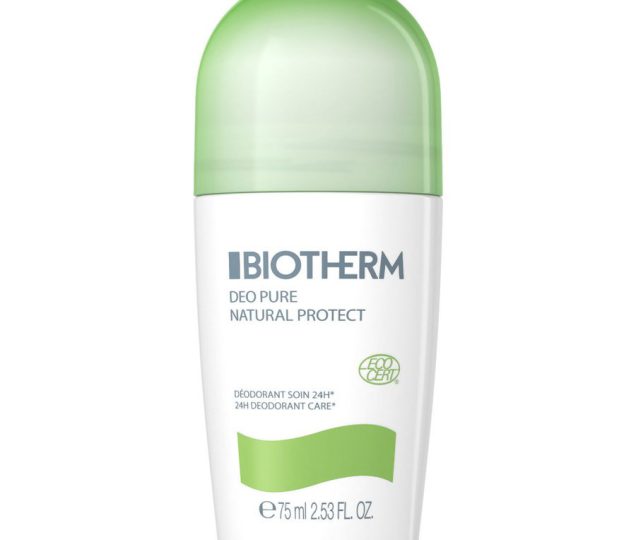 BIOTHERM
DEO PURE
NATURAL PROTECT
ECO
CERT®
DÉODORANT SOIN 24H*
24H DEODORANT CARE*
℮75 ml 2.53 FL. OZ.